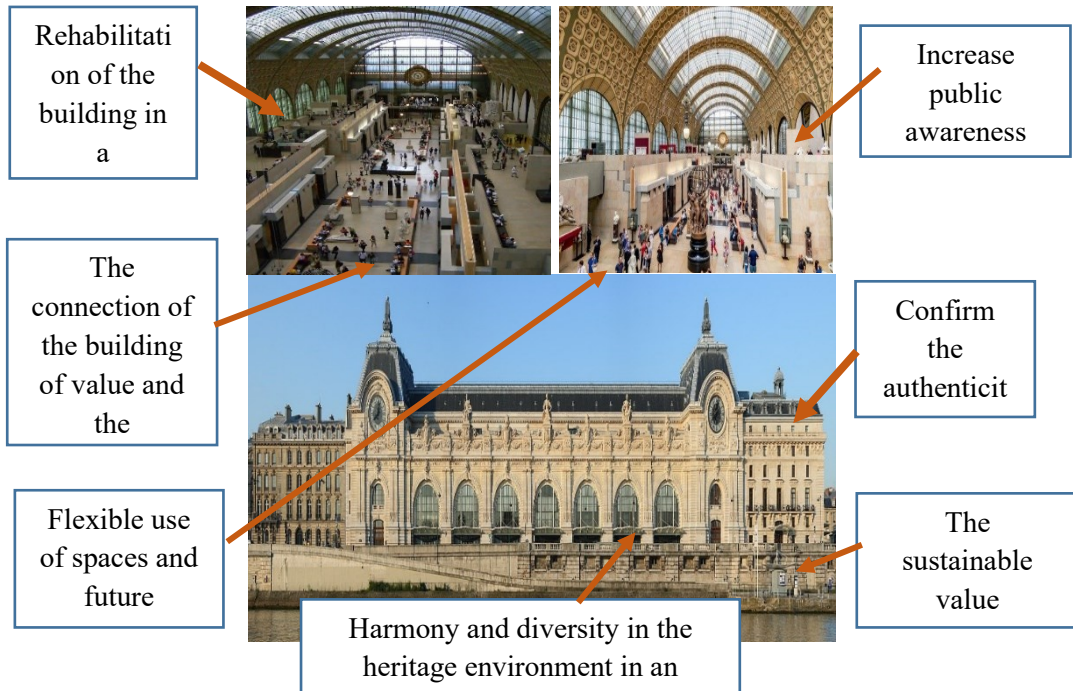 Rehabilitati
on of the
building in
a
Increase
public
awareness
The
connection of
the building
of value and
the
Confirm
the
authenticit
Flexible use
of spaces and
future
The
sustainable
value
Harmony and diversity in the
heritage environment in an